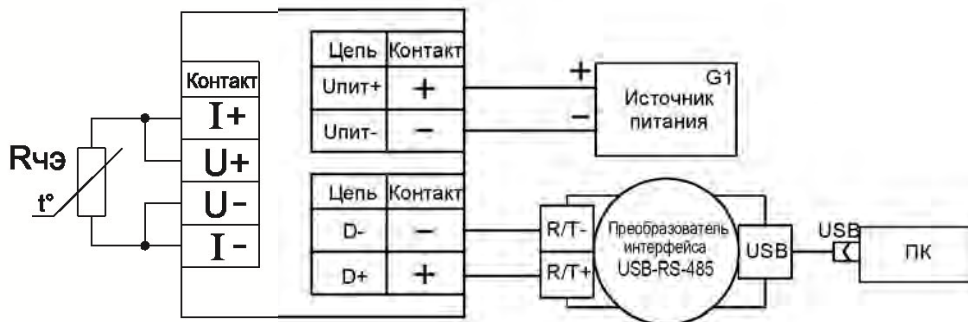 Rчэ
t°
Контакт
I+
U+
U-
I-
Цепь Контакт
Uпит+ +
Uпит- -
Цепь Контакт
D- -
D+ +
+
-
G1
Источник
питания
R/T-
R/T+
Преобразователь
интерфейса
USB-RS-485
USB
USB
ПК